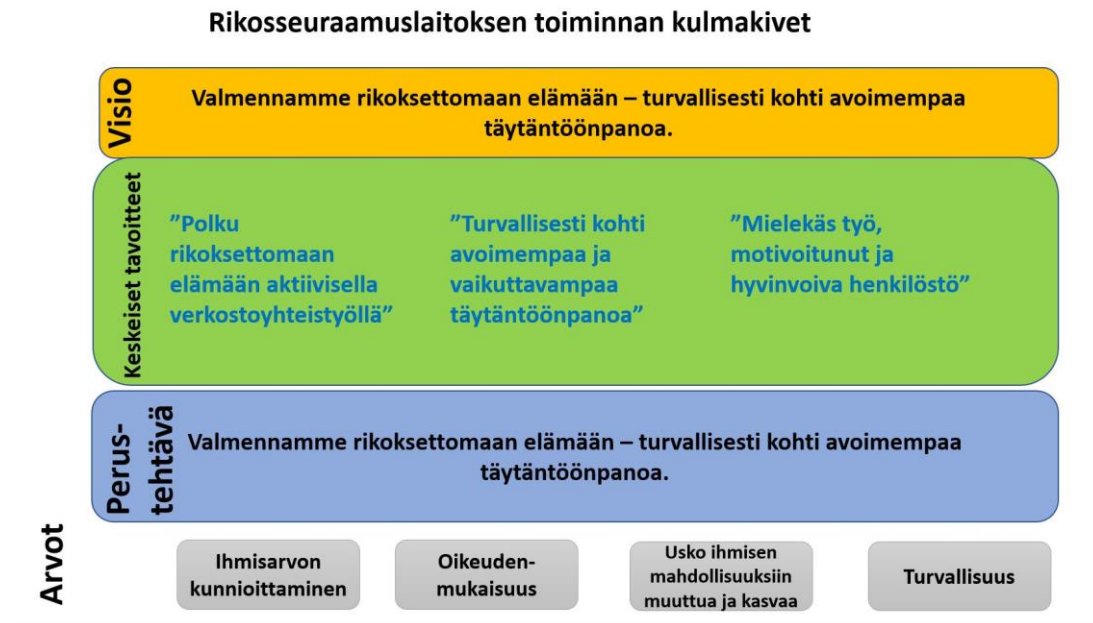 Rikosseuraamuslaitoksen toiminnan kulmakivet
Visio
Valmennamme rikoksettomaan elämään – turvallisesti kohti avoimempaa
täytäntöönpanoa.
Keskeiset tavoitteet
”Polku
rikoksettomaan
elämään aktiivisella
verkostoyhteistyöllä”
”Turvallisesti kohti
avoimempaa ja
vaikuttavampaa
täytäntöönpanoa”
”Mielekäs työ,
motivoitunut ja
hyvinvoiva henkilöstö”
Perus-
tehtävä
Valmennamme rikoksettomaan elämään – turvallisesti kohti avoimempaa
täytäntöönpanoa.
Arvot
Ihmisarvon
kunnioittaminen
Oikeuden-
mukaisuus
Usko ihmisen
mahdollisuuksiin
muuttua ja kasvaa
Turvallisuus